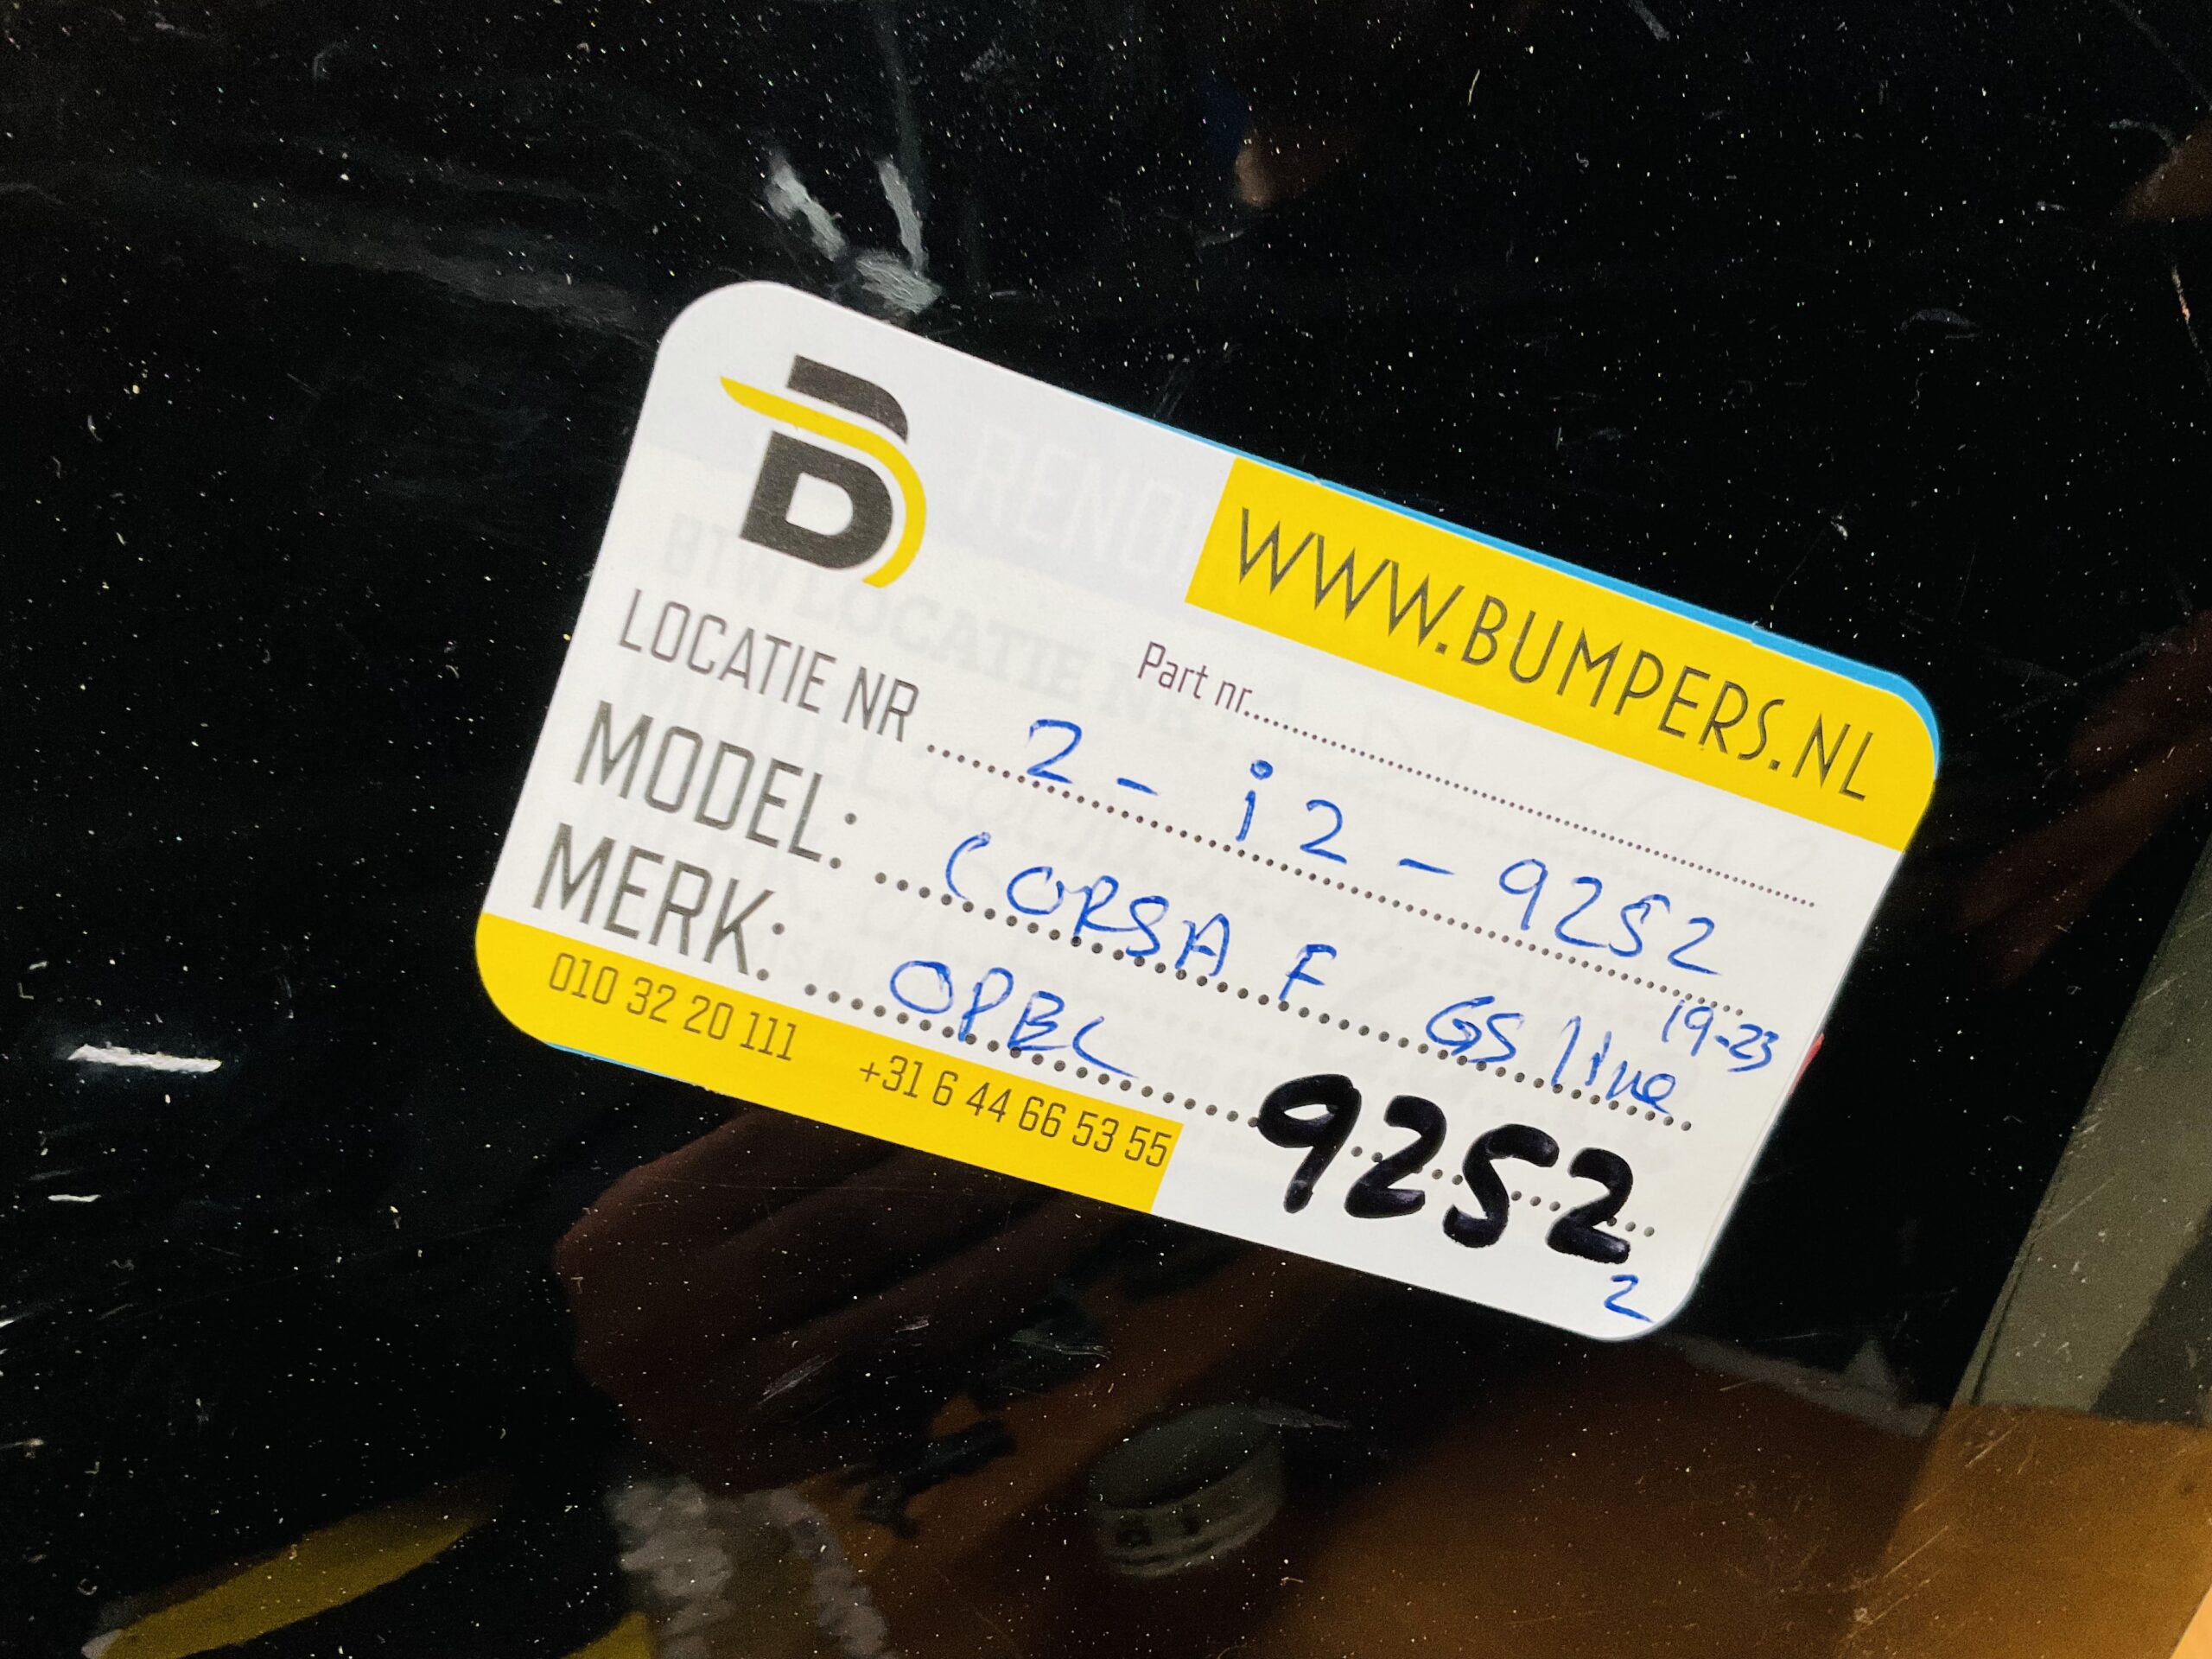 B
WWW.BUMPERS.NL
Part nr.....
LOCATIE NR ..... 2 - i2 - 9252
MODEL: ... CORSA F GS line 19-23
MERK: ... OPEL
9252
010 32 20 111 +31 6 44 66 53 55
2